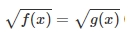 √f(x) = √g(x)